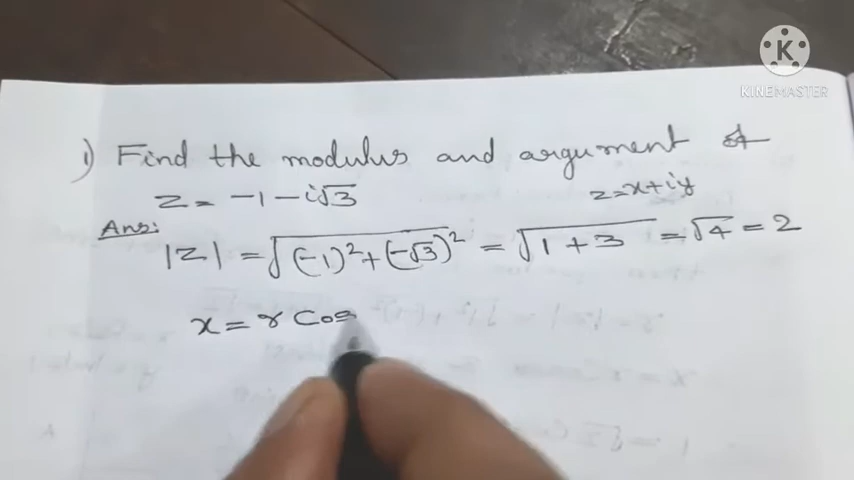 K
KINEMASTER
1) Find the modulus and argument of
z = -1 - i√3
z = x + iy
Ans:
|z| = √(-1)² + (-√3)² = √1 + 3 = √4 = 2
x = r Cos